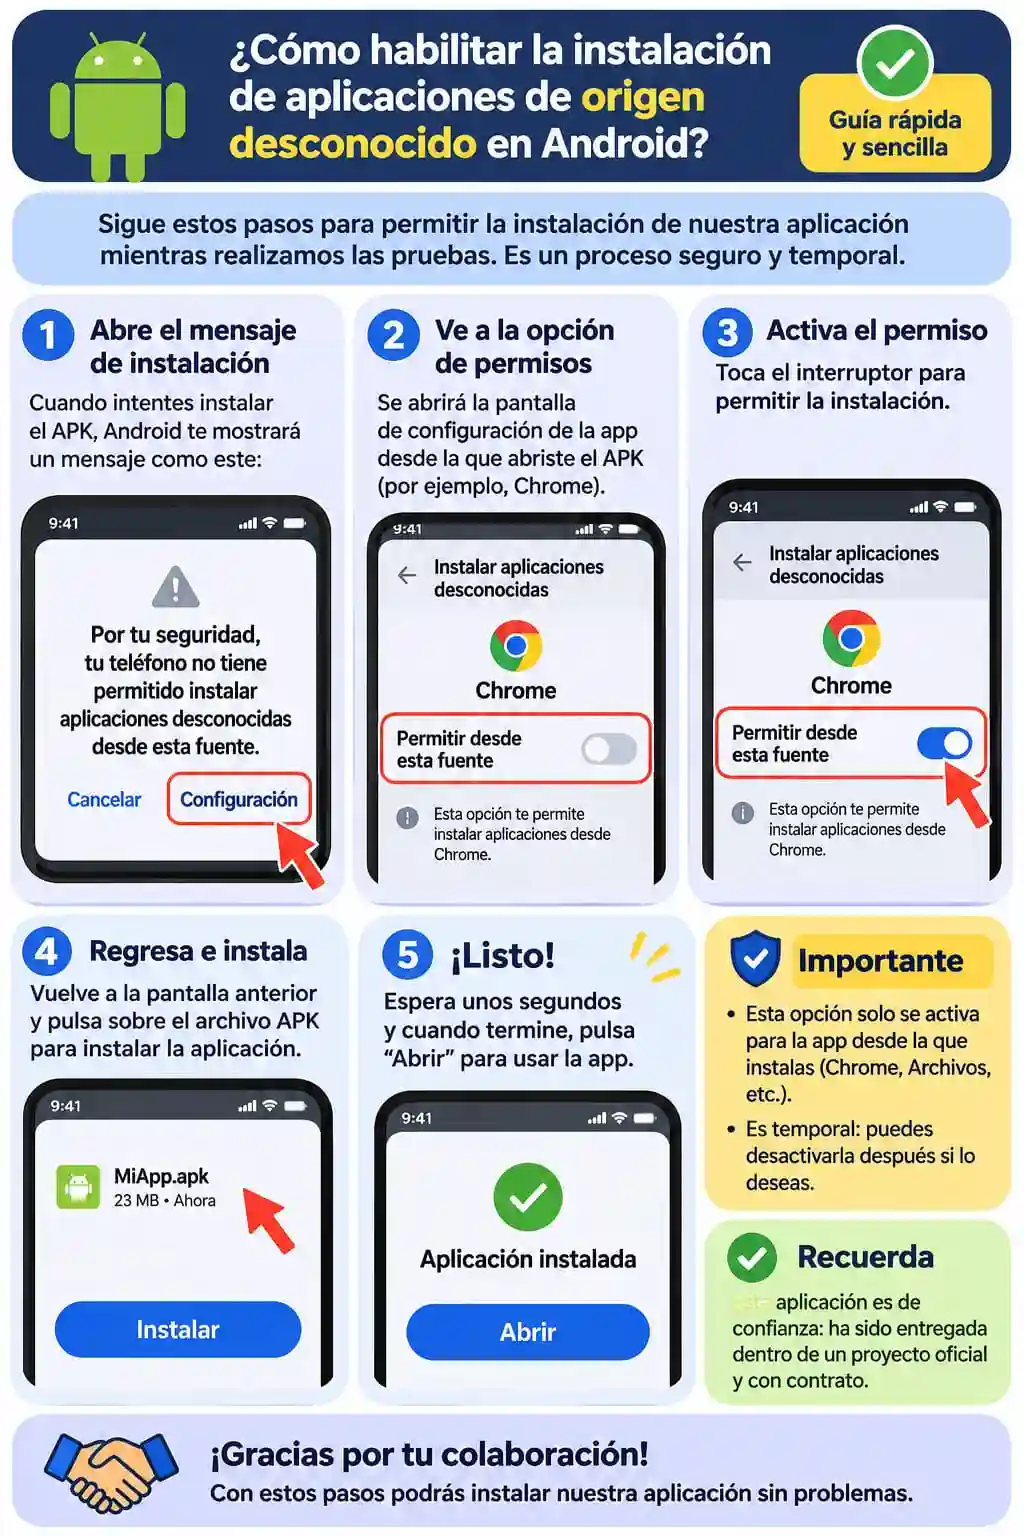 ¿Cómo habilitar la instalación
de aplicaciones de origen
desconocido en Android?
Guía rápida
y sencilla
Sigue estos pasos para permitir la instalación de nuestra aplicación
mientras realizamos las pruebas. Es un proceso seguro y temporal.
1
Abre el mensaje
de instalación
Cuando intentes instalar
el APK, Android te mostrará
un mensaje como este:
9:41
Por tu seguridad,
tu teléfono no tiene
permitido instalar
aplicaciones desconocidas
desde esta fuente.
Cancelar
Configuración
2
Ve a la opción
de permisos
Se abrirá la pantalla
de configuración de la app
desde la que abriste el APK
(por ejemplo, Chrome).
9:41
Instalar aplicaciones
desconocidas
Chrome
Permitir desde
esta fuente
Esta opción te permite
instalar aplicaciones desde
Chrome.
3
Activa el permiso
Toca el interruptor para
permitir la instalación.
9:41
Instalar aplicaciones
desconocidas
Chrome
Permitir desde
esta fuente
Esta opción te permite
instalar aplicaciones desde
Chrome.
4
Regresa e instala
Vuelve a la pantalla anterior
y pulsa sobre el archivo APK
para instalar la aplicación.
9:41
MiApp.apk
23 MB • Ahora
Instalar
5
¡Listo!
Espera unos segundos
y cuando termine, pulsa
“Abrir” para usar la app.
9:41
Aplicación instalada
Abrir
Importante
• Esta opción solo se activa
para la app desde la que
instalas (Chrome, Archivos,
etc.).
• Es temporal: puedes
desactivarla después si lo
deseas.
Recuerda
aplicación es de
confianza: ha sido entregada
dentro de un proyecto oficial
y con contrato.
¡Gracias por tu colaboración!
Con estos pasos podrás instalar nuestra aplicación sin problemas.